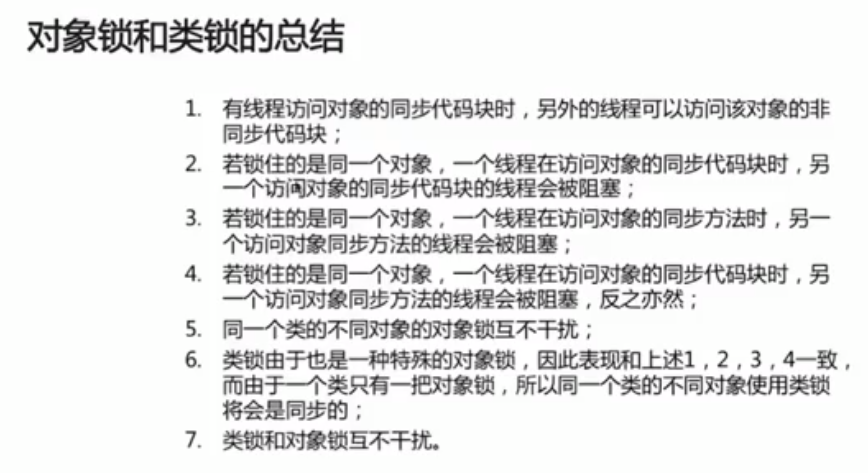 对象锁和类锁的总结
1. 有线程访问对象的同步代码块时，另外的线程可以访问该对象的非
同步代码块；
2. 若锁住的是同一个对象，一个线程在访问对象的同步代码块时，另
一个访问对象的同步代码块的线程会被阻塞；
3. 若锁住的是同一个对象，一个线程在访问对象的同步方法时，另一
个访问对象同步方法的线程会被阻塞；
4. 若锁住的是同一个对象，一个线程在访问对象的同步代码块时，另
一个访问对象同步方法的线程会被阻塞，反之亦然；
5. 同一个类的不同对象的对象锁互不干扰；
6. 类锁由于也是一种特殊的对象锁，因此表现和上述1，2，3，4一致，
而由于一个类只有一把对象锁，所以同一个类的不同对象使用类锁
将会是同步的；
7. 类锁和对象锁互不干扰。